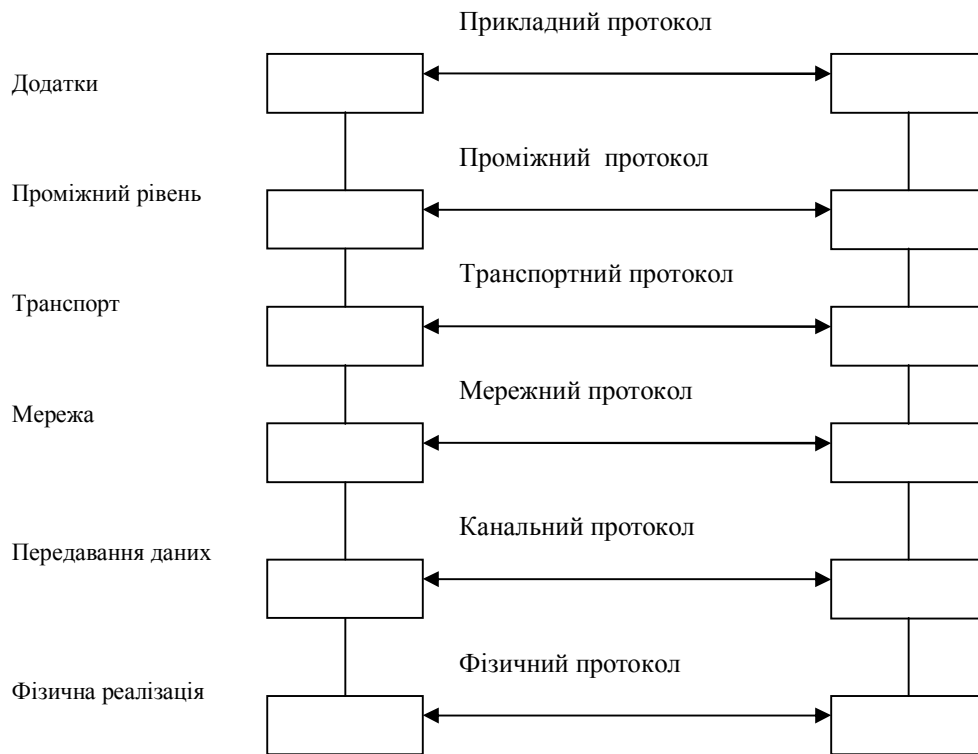 Прикладний протокол
Додатки
Проміжний протокол
Проміжний рівень
Транспортний протокол
Транспорт
Мережний протокол
Мережа
Канальний протокол
Передавання даних
Фізичний протокол
Фізична реалізація